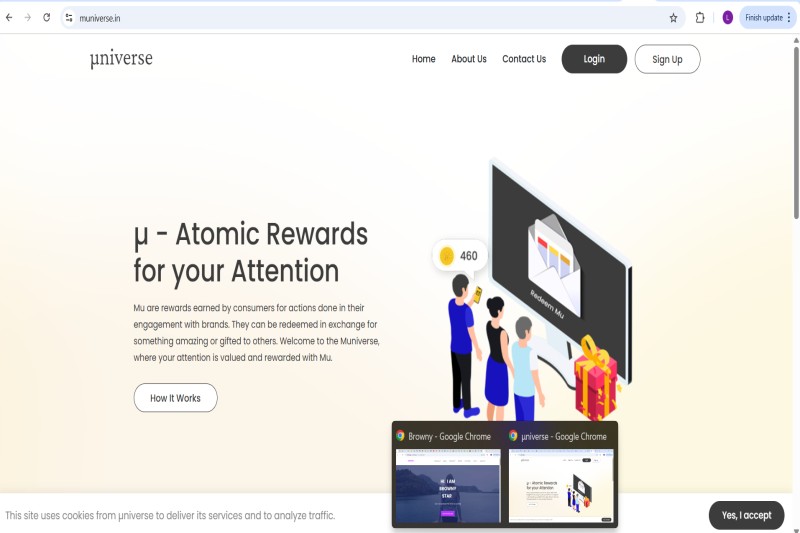 muniverse.in
L
Finish update
µniverse
Home
About Us
Contact Us
Login
Sign Up
µ - Atomic Rewards
for your Attention
Mu are rewards earned by consumers for actions done in their
engagement with brands. They can be redeemed in exchange for
something amazing or gifted to others. Welcome to the Muniverse,
where your attention is valued and rewarded with Mu.
How It Works
460
Redeem Mu
Browny - Google Chrome
µniverse - Google Chrome
HI I AM
BROWNY
STAR
µ - Atomic Rewards
for your Attention
This site uses cookies from µniverse to deliver its services and to analyze traffic.
Yes, I accept